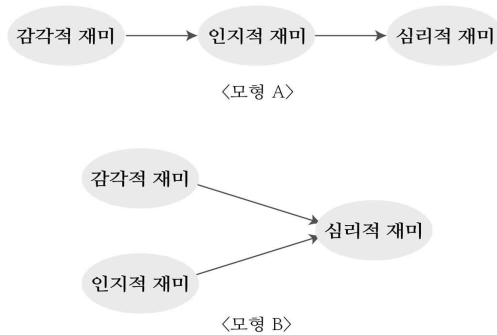 감각적 재미 인지적 재미 심리적 재미
<모형 A>
감각적 재미
심리적 재미
인지적 재미
<모형 B>